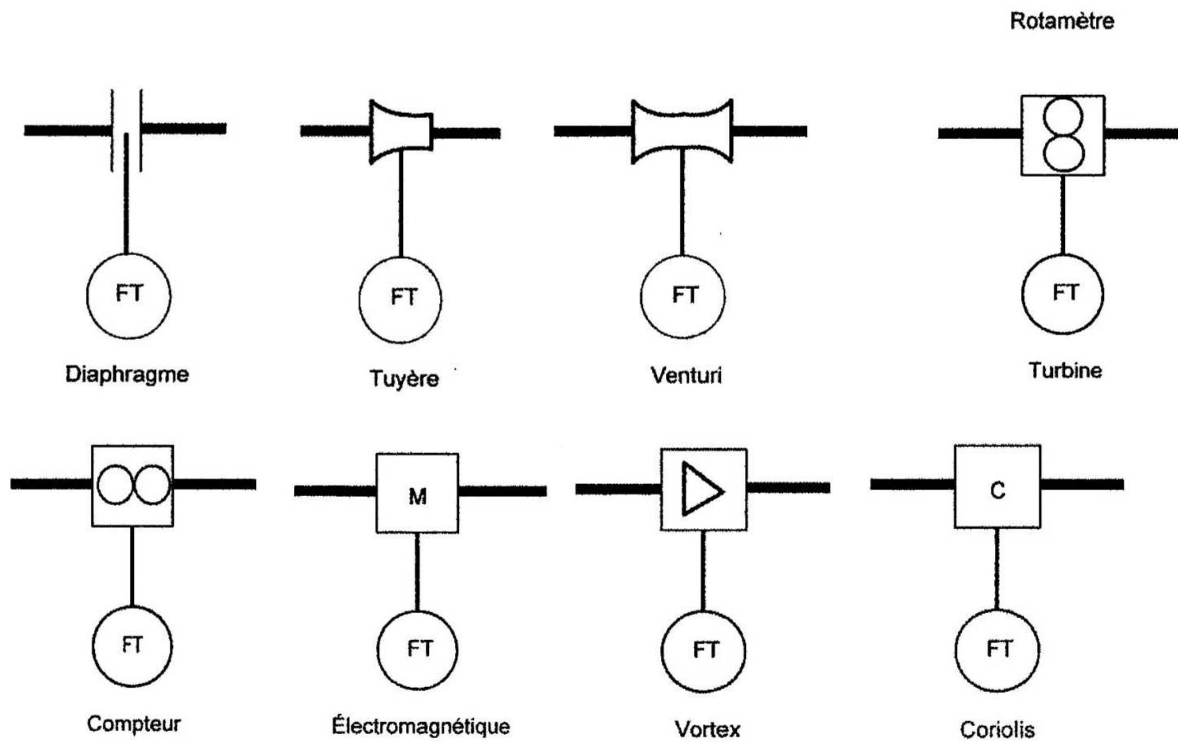 Rotamètre
FT
FT
FT
FT
Diaphragme
Tuyère
Venturi
Turbine
M
C
FT
FT
FT
FT
Compteur
Électromagnétique
Vortex
Coriolis